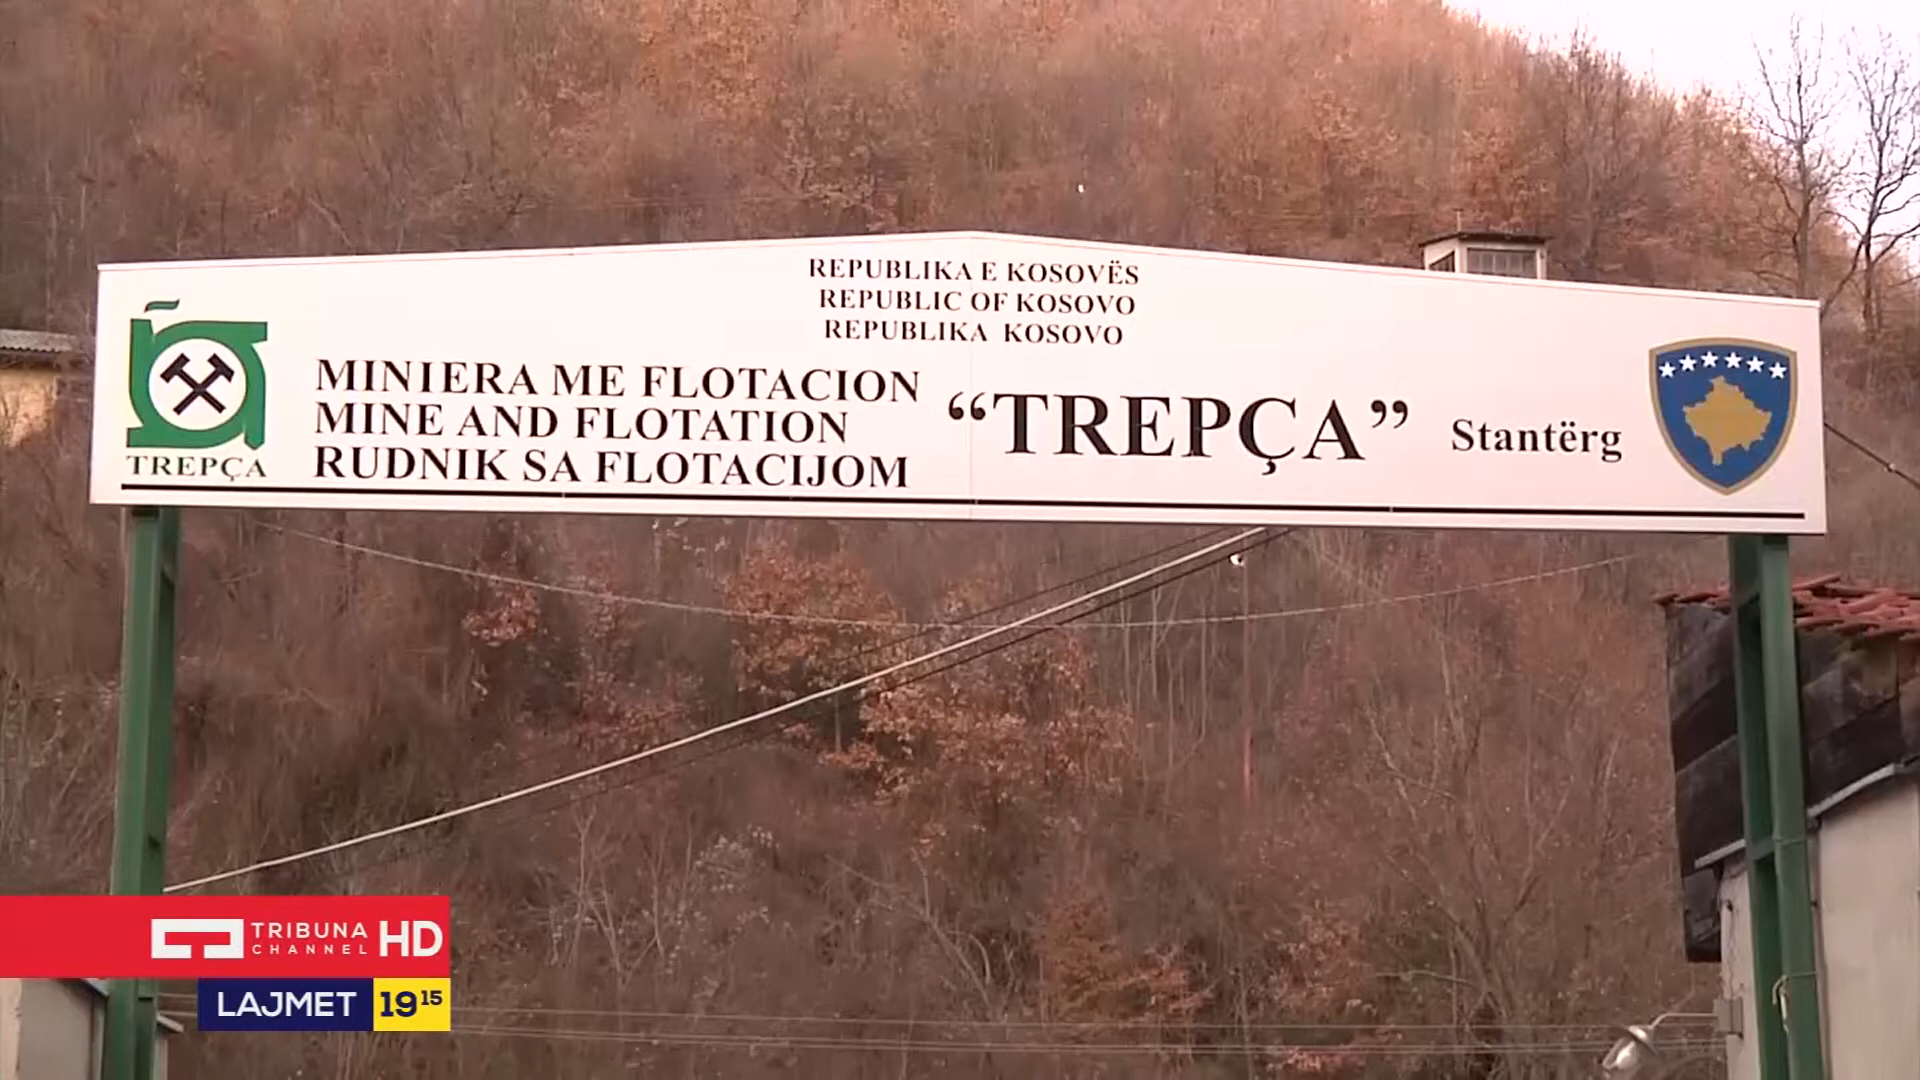 REPUBLIKA E KOSOVËS
REPUBLIC OF KOSOVO
REPUBLIKA KOSOVO
TREPÇA
MINIERA ME FLOTACION
MINE AND FLOTATION
RUDNIK SA FLOTACIJOM
“TREPÇA”
Stantërg
TRIBUNA
CHANNEL
HD
LAJMET 19 15